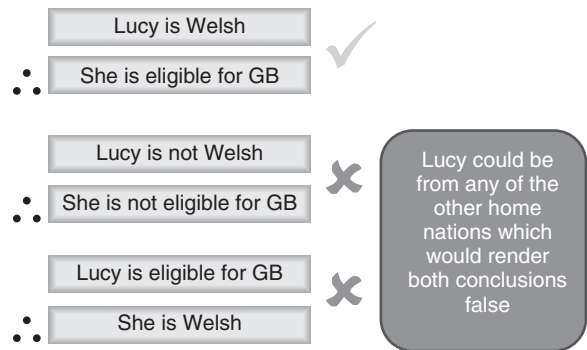 Lucy is Welsh
∴ She is eligible for GB
Lucy is not Welsh
∴ She is not eligible for GB
Lucy is eligible for GB
∴ She is Welsh
Lucy could be
from any of the
other home
nations which
would render
both conclusions
false